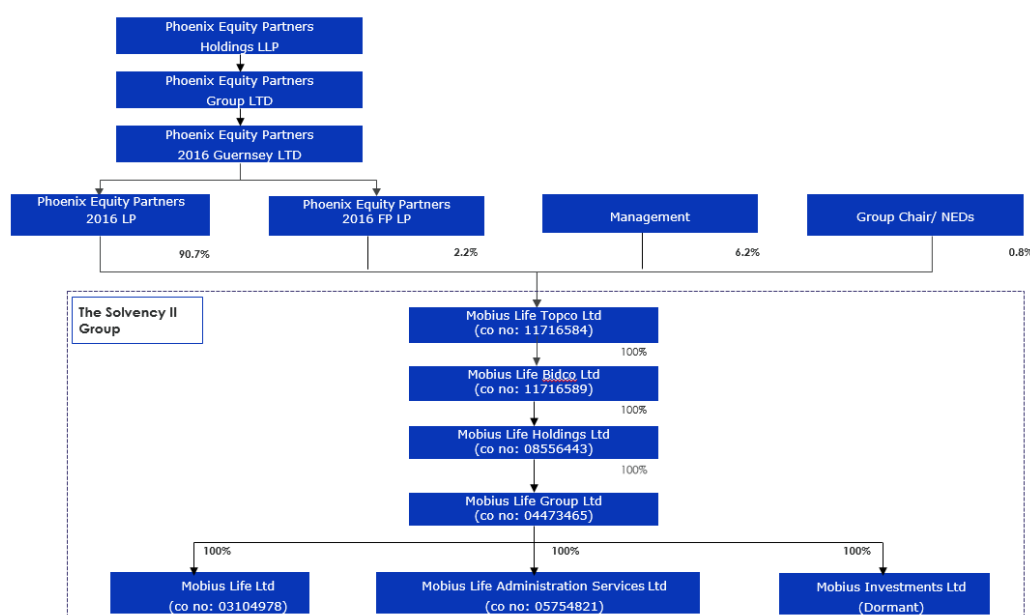 Phoenix Equity Partners
Holdings LLP
Phoenix Equity Partners
Group LTD
Phoenix Equity Partners
2016 Guernsey LTD
Phoenix Equity Partners
2016 LP
Phoenix Equity Partners
2016 FP LP
Management
Group Chair/ NEDs
90.7%
2.2%
6.2%
0.8%
The Solvency II
Group
Mobius Life Topco Ltd
(co no: 11716584)
100%
Mobius Life Bidco Ltd
(co no: 11716589)
100%
Mobius Life Holdings Ltd
(co no: 08556443)
100%
Mobius Life Group Ltd
(co no: 04473465)
100%
100%
100%
Mobius Life Ltd
(co no: 03104978)
Mobius Life Administration Services Ltd
(co no: 05754821)
Mobius Investments Ltd
(Dormant)